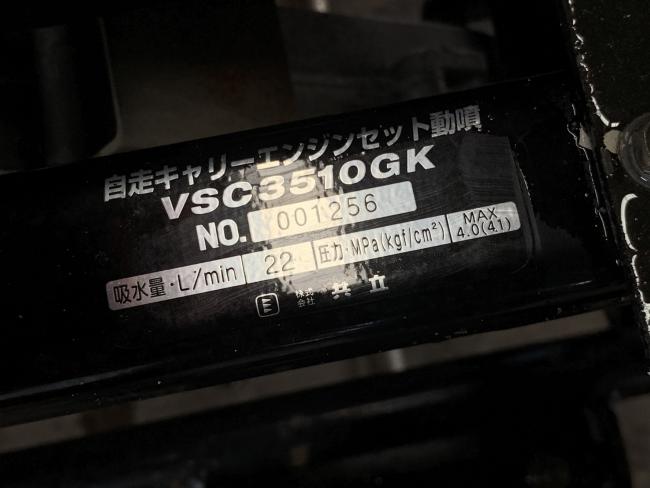 自走キャリーエンジンセット動噴
VSC3510GK
NO. 001256
吸水量・L/min 22 圧力・MPa(kgf/cm²) MAX 4.0(41)
E 株式会社 共立